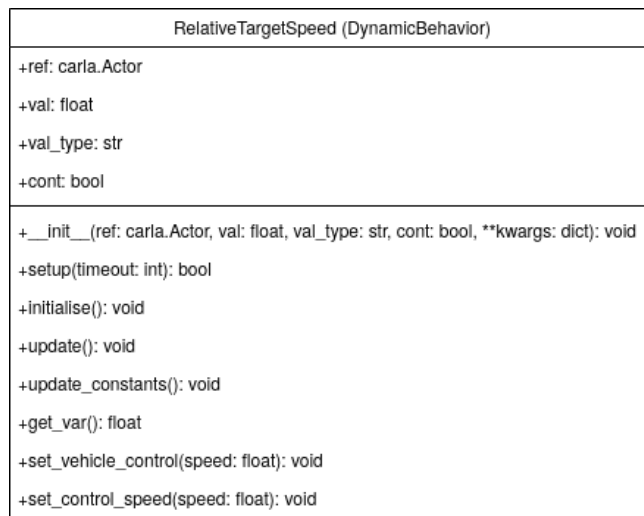 RelativeTargetSpeed (DynamicBehavior)
+ref: carla.Actor
+val: float
+val_type: str
+cont: bool
+__init__(ref: carla.Actor, val: float, val_type: str, cont: bool, **kwargs: dict): void
+setup(timeout: int): bool
+initialise(): void
+update(): void
+update_constants(): void
+get_var(): float
+set_vehicle_control(speed: float): void
+set_control_speed(speed: float): void